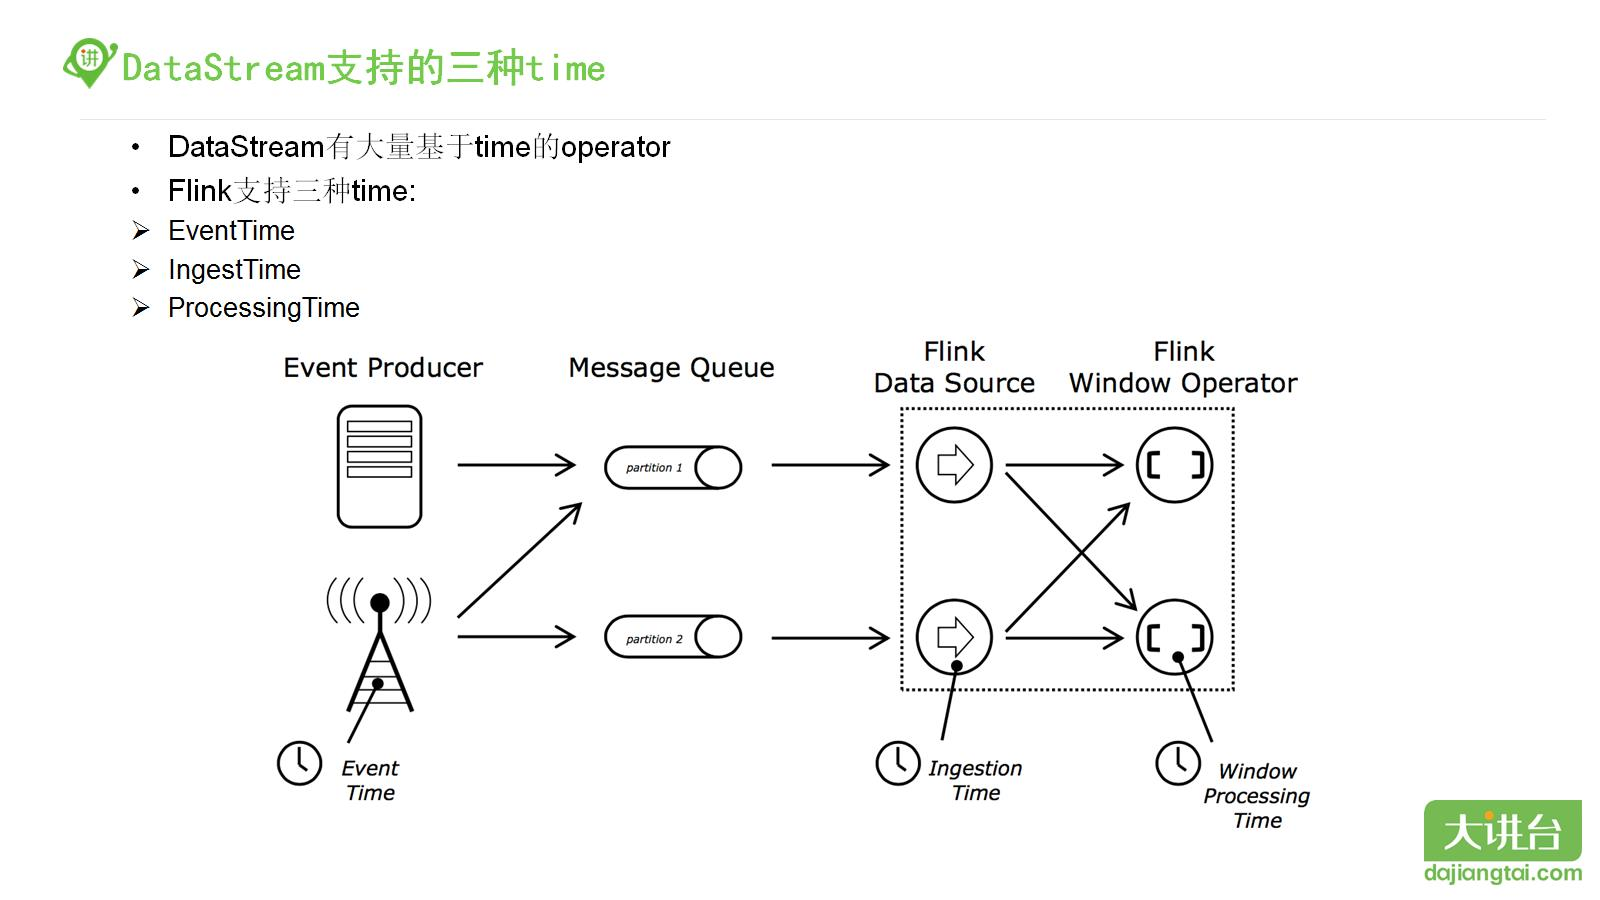 讲
DataStream支持的三种time
• DataStream有大量基于time的operator
• Flink支持三种time:
➢ EventTime
➢ IngestTime
➢ ProcessingTime
Event Producer
Message Queue
Flink
Data Source
Flink
Window Operator
partition 1
partition 2
Event
Time
Ingestion
Time
Window
Processing
Time
大讲台
dajiangtai.com